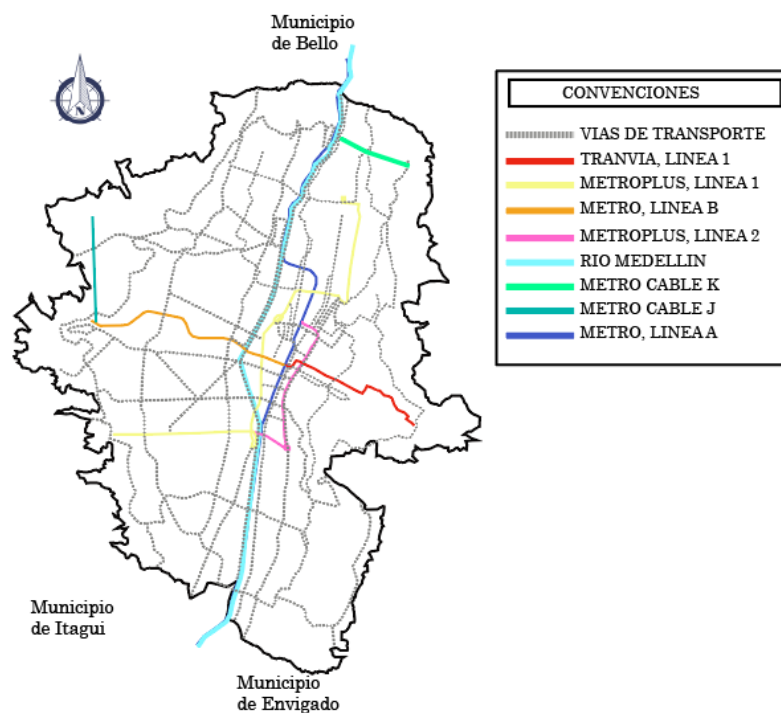 Municipio
de Bello
N
CONVENCIONES
VIAS DE TRANSPORTE
TRANVIA, LINEA 1
METROPLUS, LINEA 1
METRO, LINEA B
METROPLUS, LINEA 2
RIO MEDELLIN
METRO CABLE K
METRO CABLE J
METRO, LINEA A
Municipio
de Itagui
Municipio
de Envigado